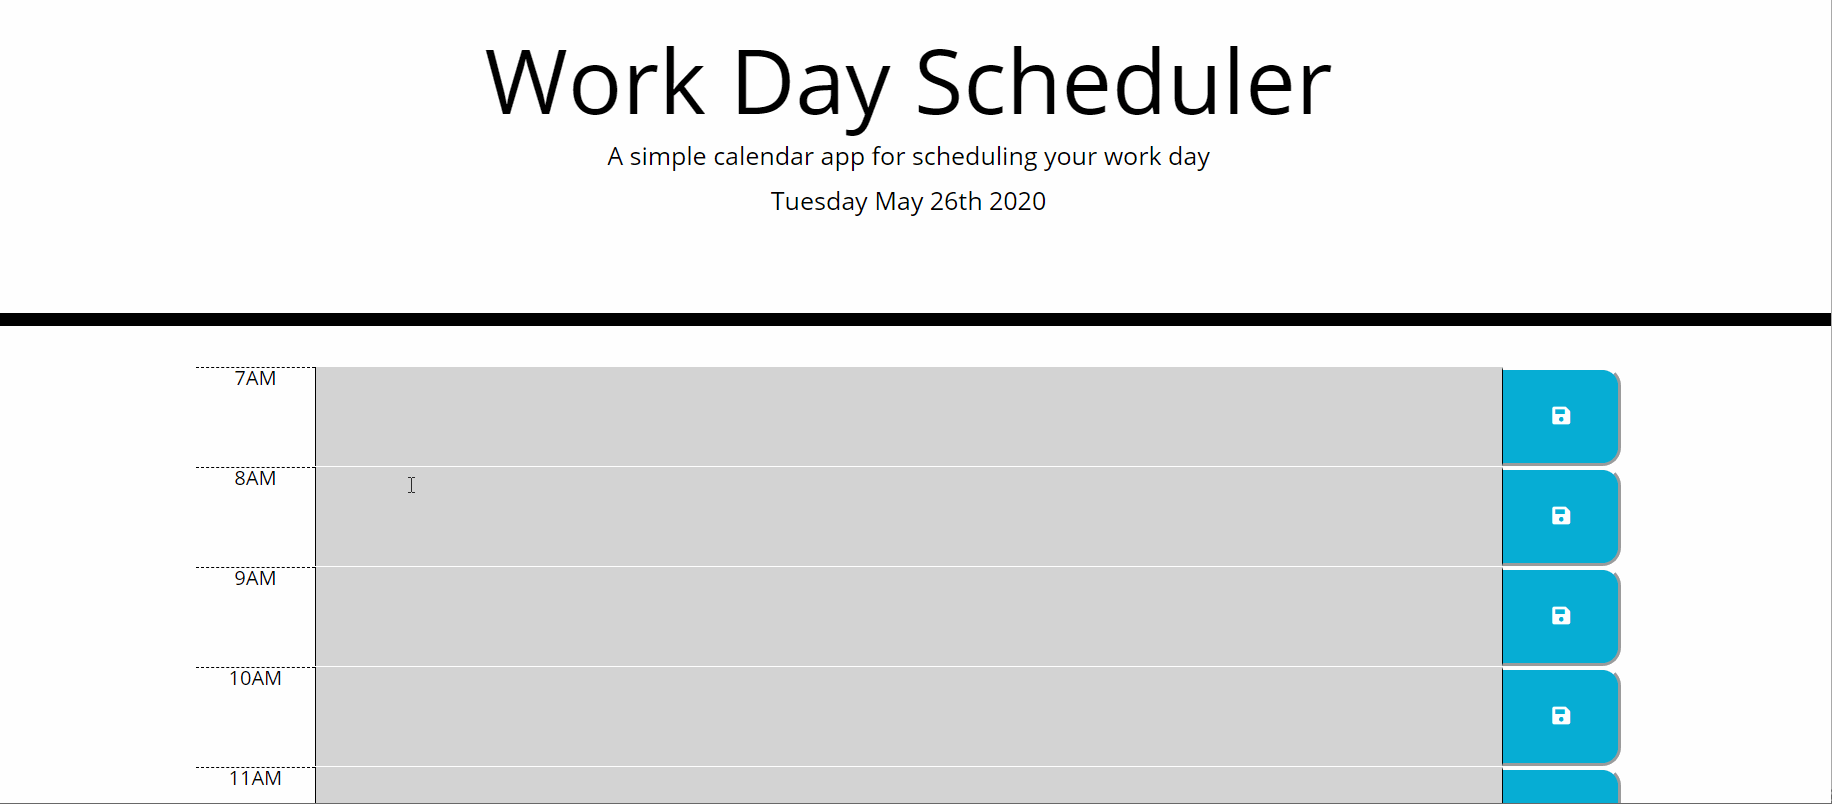 Work Day Scheduler
A simple calendar app for scheduling your work day
Tuesday May 26th 2020
7AM
8AM
9AM
10AM
11AM